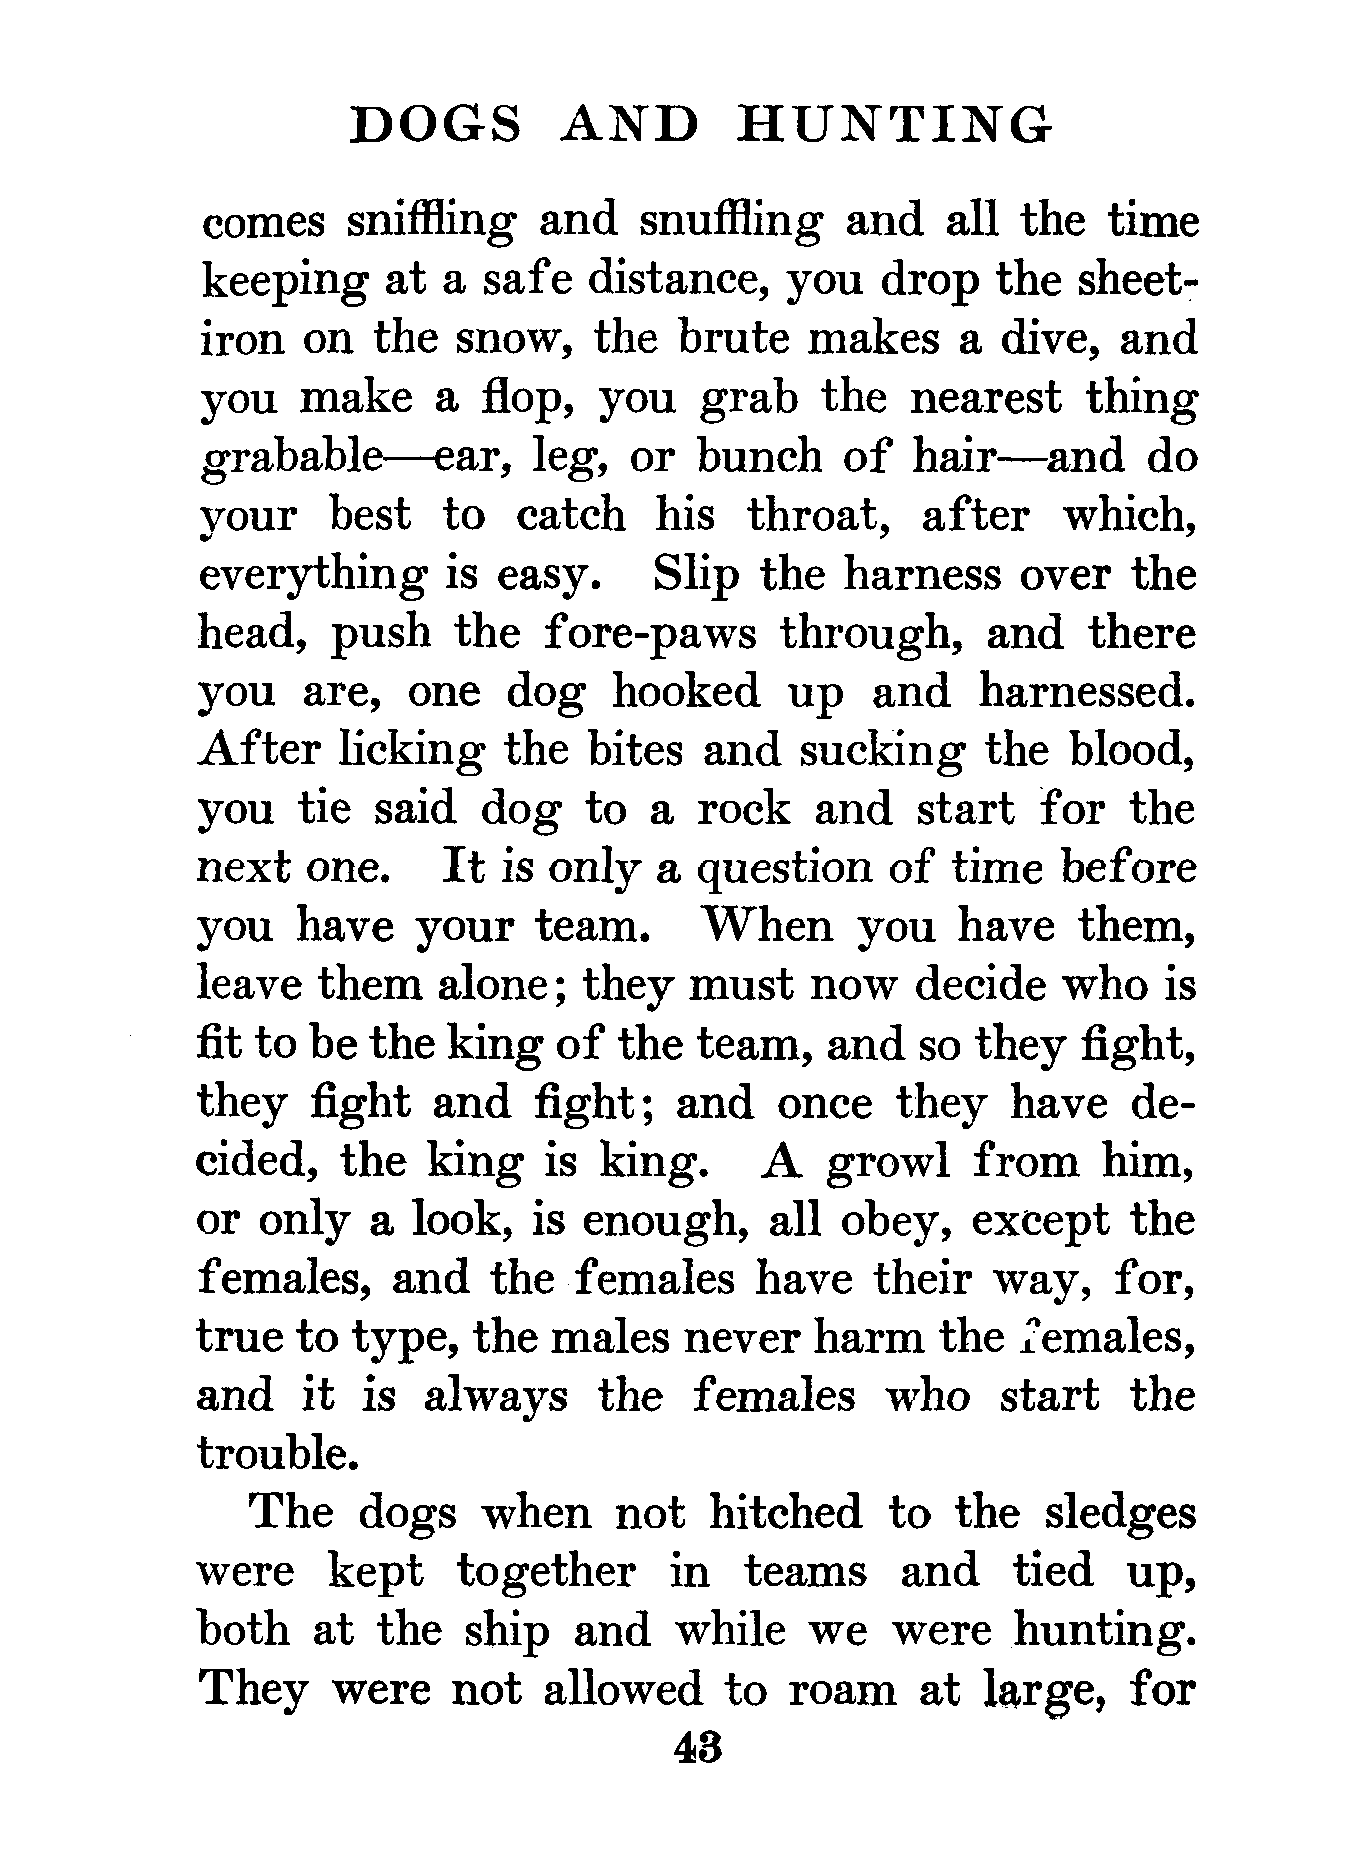 DOGS AND HUNTING
comes sniffling and snuffling and all the time
keeping at a safe distance, you drop the sheet-
iron on the snow, the brute makes a dive, and
you make a flop, you grab the nearest thing
grabable—ear, leg, or bunch of hair—and do
your best to catch his throat, after which,
everything is easy. Slip the harness over the
head, push the fore-paws through, and there
you are, one dog hooked up and harnessed.
After licking the bites and sucking the blood,
you tie said dog to a rock and start for the
next one. It is only a question of time before
you have your team. When you have them,
leave them alone; they must now decide who is
fit to be the king of the team, and so they fight,
they fight and fight; and once they have de-
cided, the king is king. A growl from him,
or only a look, is enough, all obey, except the
females, and the females have their way, for,
true to type, the males never harm the females,
and it is always the females who start the
trouble.
The dogs when not hitched to the sledges
were kept together in teams and tied up,
both at the ship and while we were hunting.
They were not allowed to roam at large, for
43